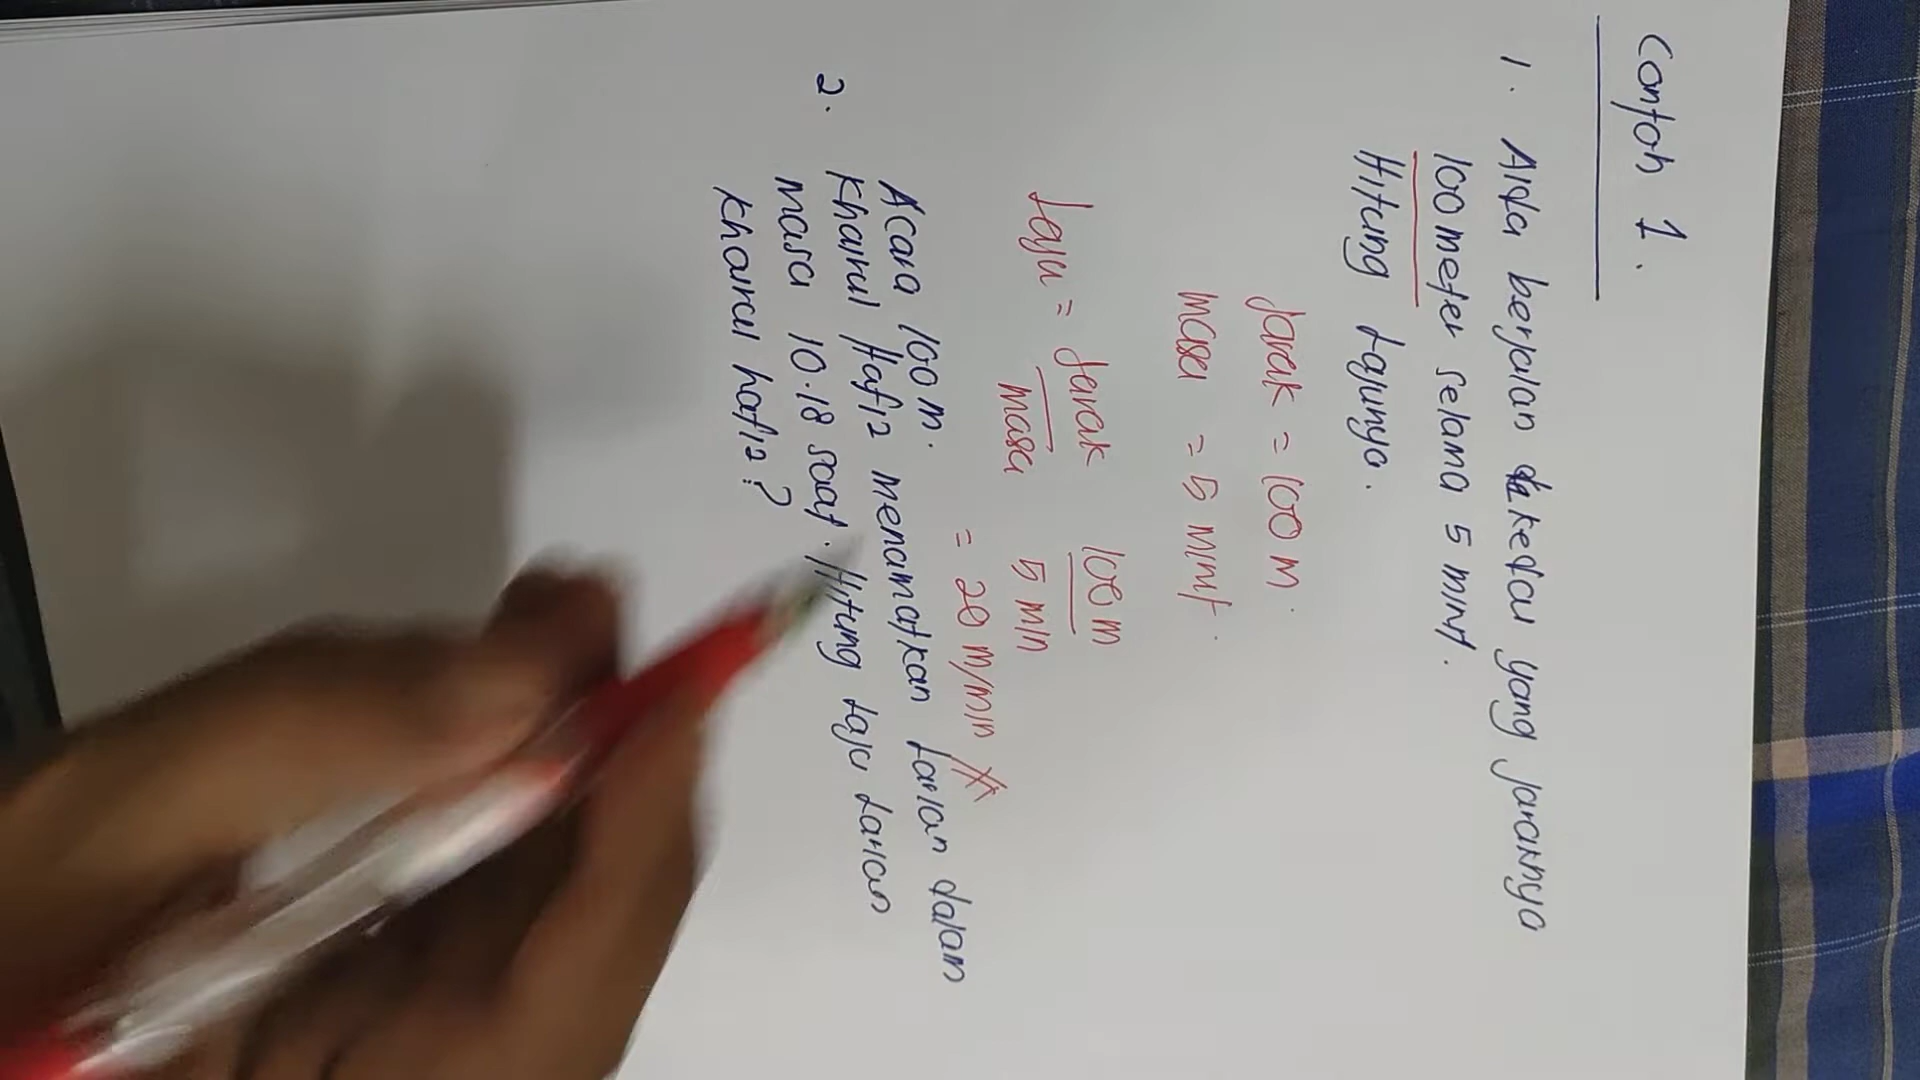 Contoh 1.
1. Aida berjalan ke kedai yang jaraknya
100 meter selama 5 minit.
Hitung lajunya.
Jarak = 100 m.
masa = 5 minit.
laju = Jarak 100 m
masa 5 min
= 20 m/min
2.
Acara 100 m.
Khairul Hafiz menamatkan larian dalam
masa 10.18 saat. Hitung laju larian
khairul hafiz?